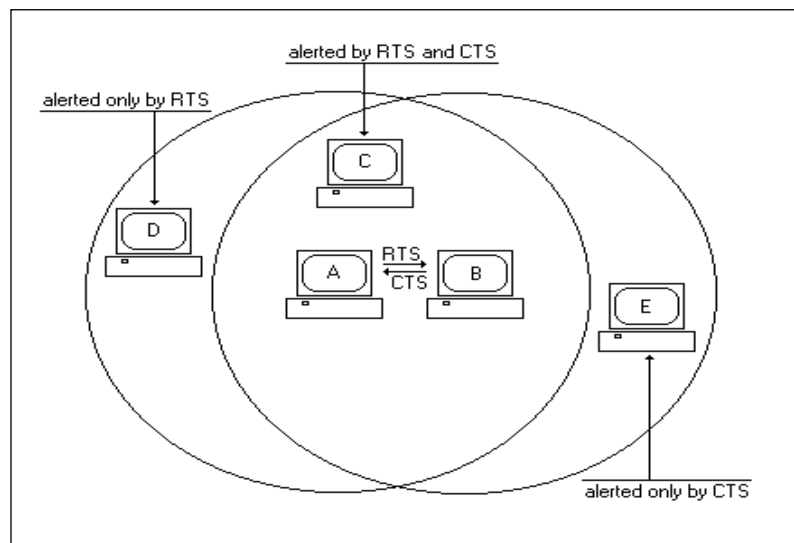 alerted by RTS and CTS
alerted only by RTS
C
D
RTS
A
B
CTS
E
alerted only by CTS